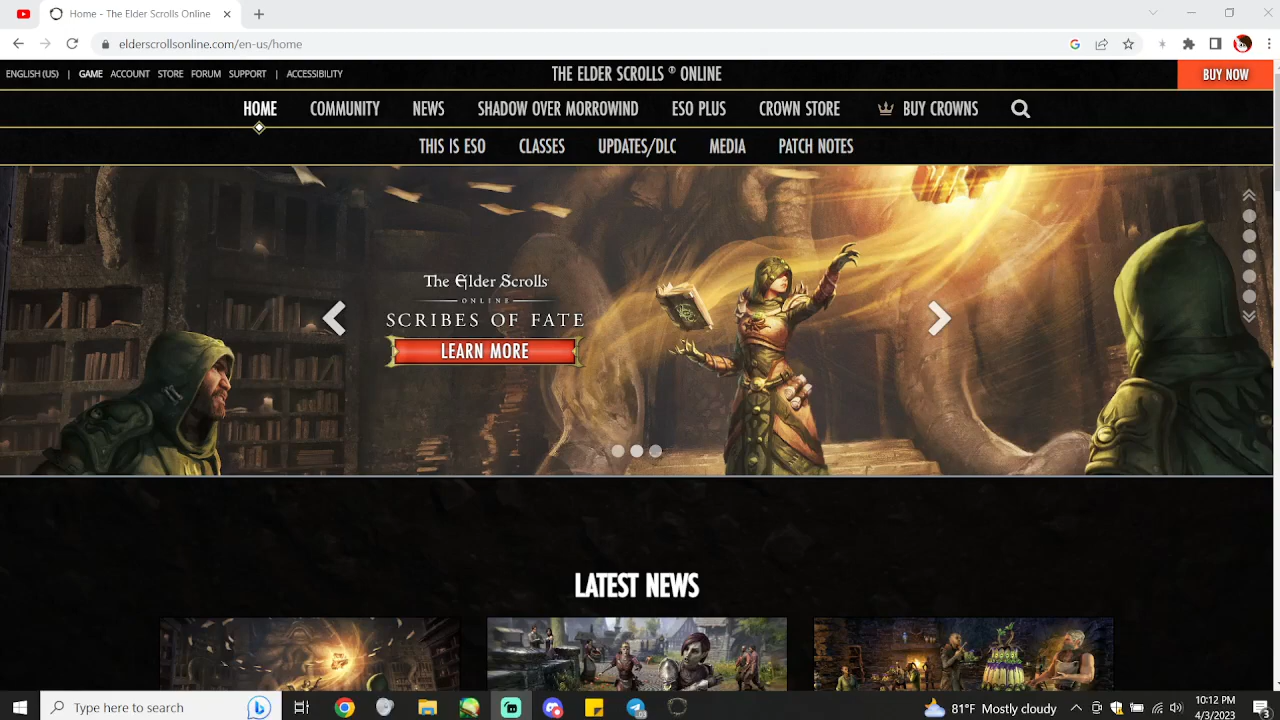 Home - The Elder Scrolls Online
elderscrollsonline.com/en-us/home
ENGLISH (US) | GAME ACCOUNT STORE FORUM SUPPORT | ACCESSIBILITY
THE ELDER SCROLLS ® ONLINE
BUY NOW
HOME COMMUNITY NEWS SHADOW OVER MORROWIND ESO PLUS CROWN STORE BUY CROWNS
THIS IS ESO CLASSES UPDATES/DLC MEDIA PATCH NOTES
The Elder Scrolls
ONLINE
SCRIBES OF FATE
LEARN MORE
LATEST NEWS
Type here to search
81°F Mostly cloudy
10:12 PM
4/3/2023